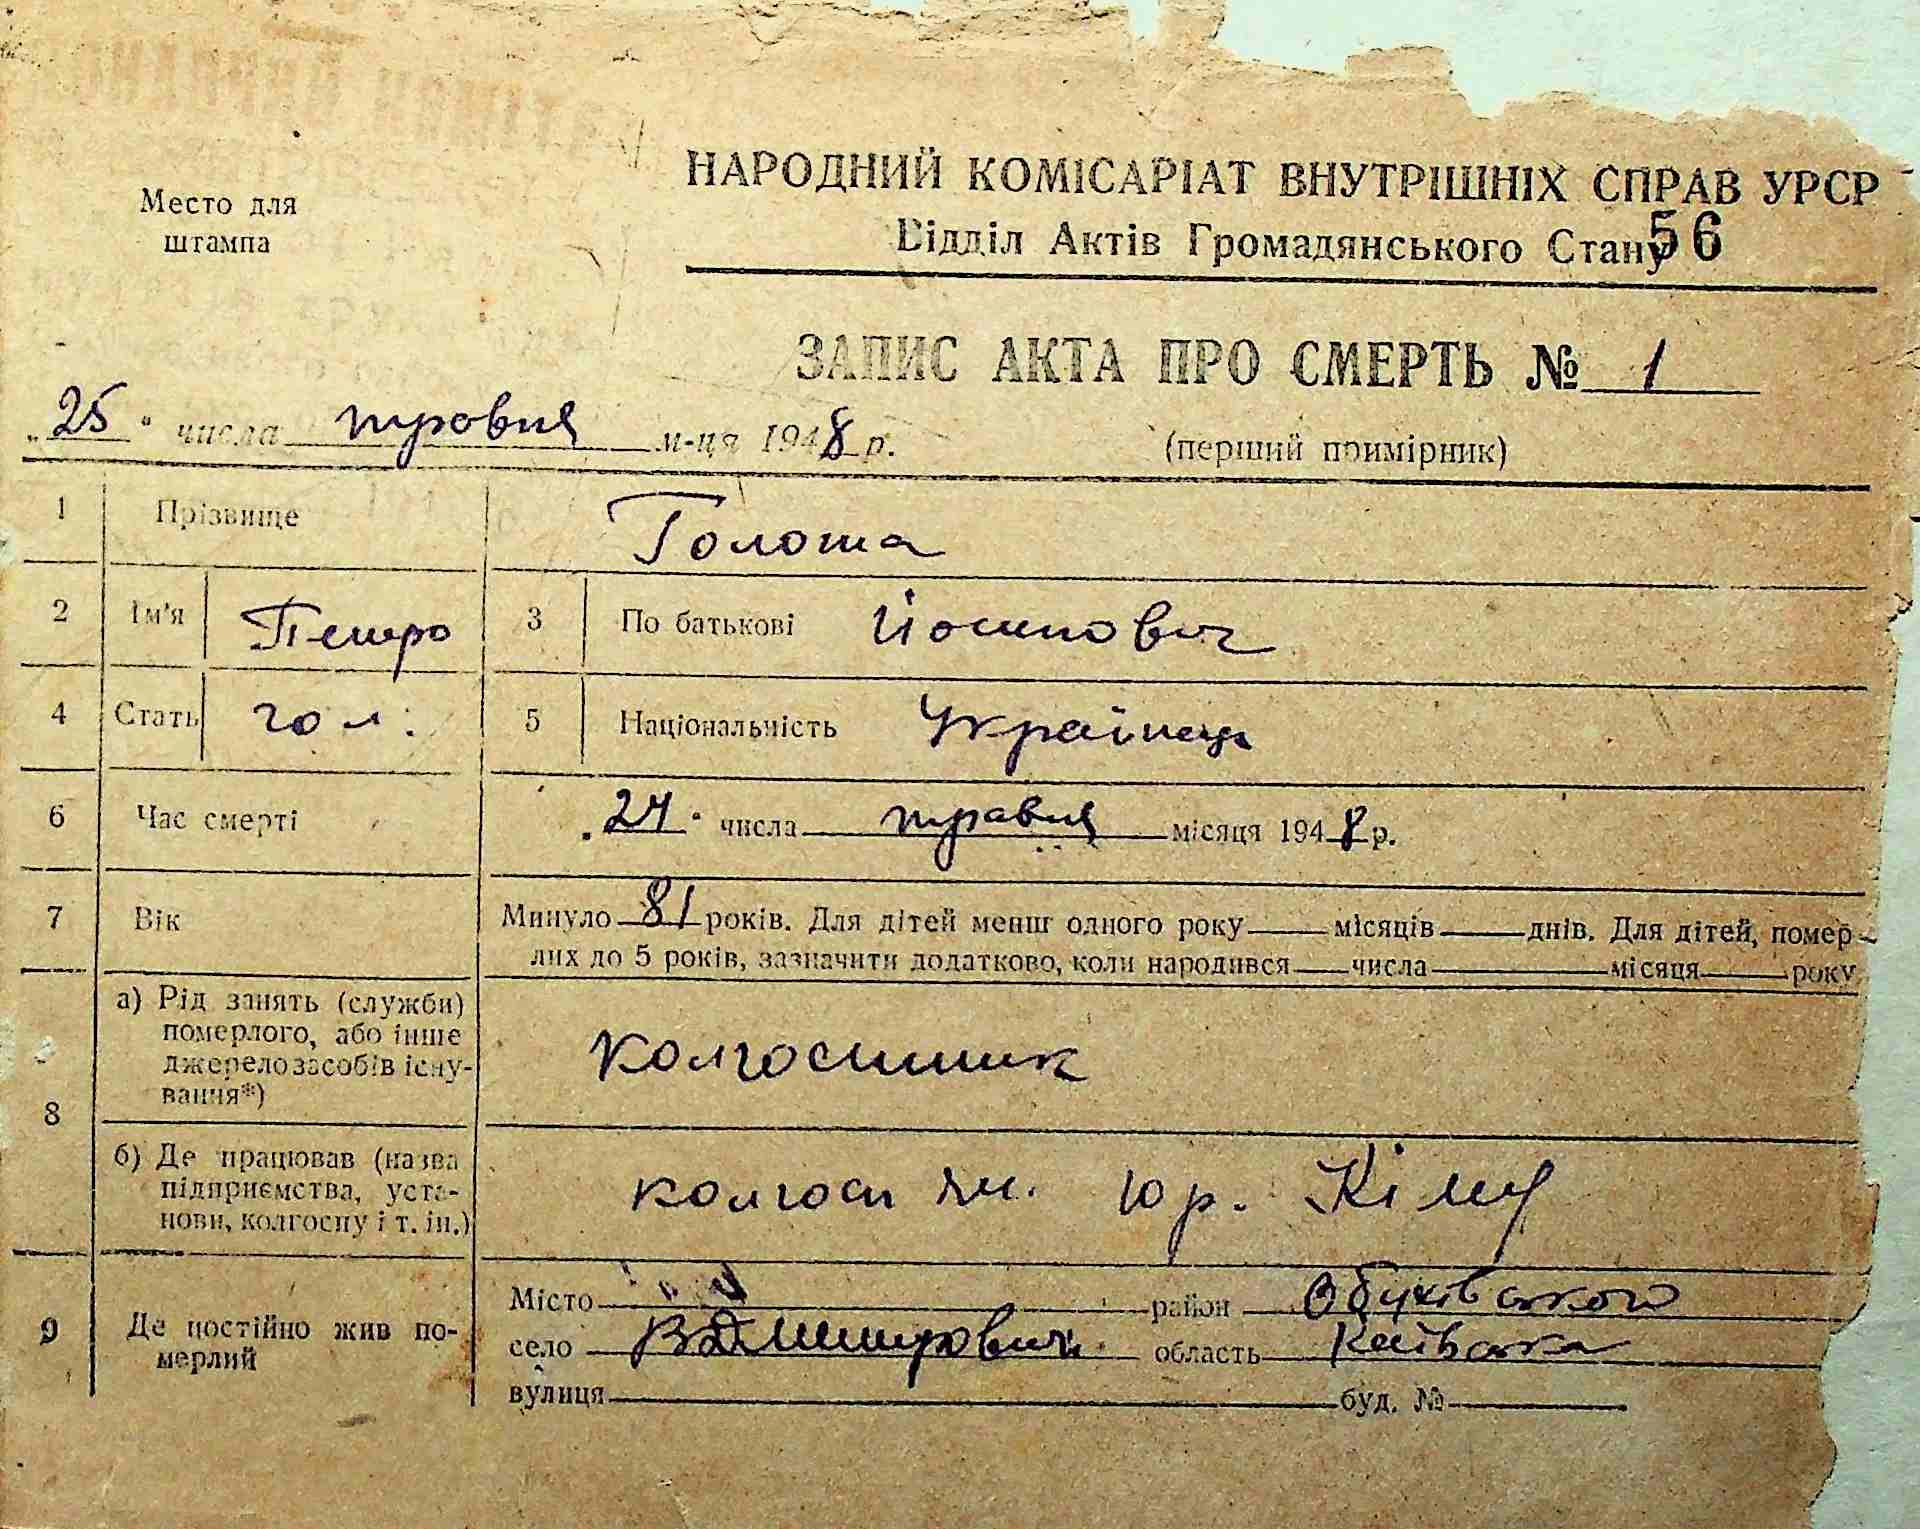 Место для
штампа
НАРОДНИЙ КОМІСАРІАТ ВНУТРІШНІХ СПРАВ УРСР
Відділ Актів Громадянського Стану 56
ЗАПИС АКТА ПРО СМЕРТЬ № 1
„25" числа травня м-ця 1948 р.
(перший примірник)
1 Прізвище Голота
2 Ім'я Петро 3 По батькові Йосипович
4 Стать чол. 5 Національність Українець
6 Час смерті „24" числа травня місяця 1948 р.
7 Вік Минуло 81 років. Для дітей менш одного року місяців днів. Для дітей, помер-
лих до 5 років, зазначити додатково, коли народився числа місяця року
8 а) Рід занять (служби)
померлого, або інше
джерело засобів існу-
вання*)
колгоспник
б) Де працював (назва
підприємства, уста-
нови, колгоспу і т. ін.)
колгосп ім. Кіму
9 Де постійно жив по-
мерлий
Місто район Обухівського
село область Київська
вулиця буд. №